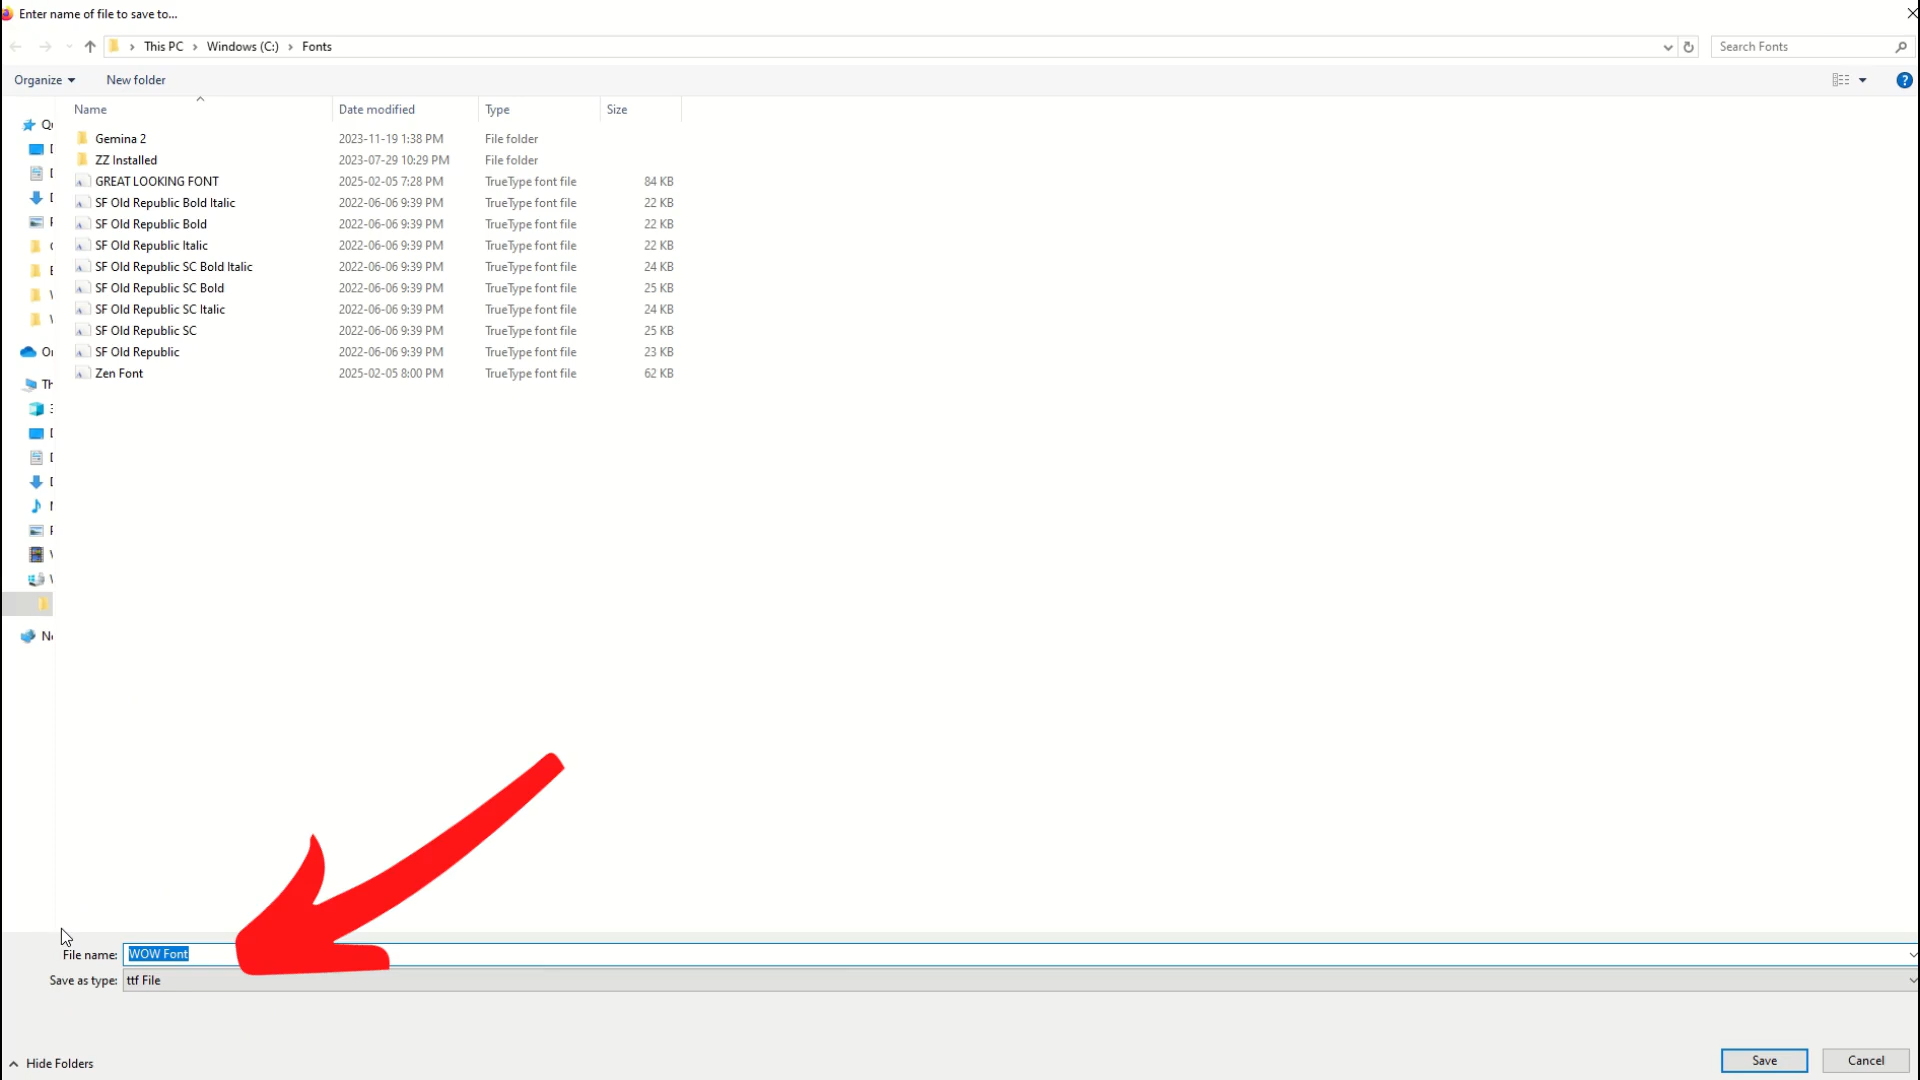 Enter name of file to save to...
This PC > Windows (C:) > Fonts
Search Fonts
Organize
New folder
Name Date modified Type Size
Gemina 2 2023-11-19 1:38 PM File folder
ZZ Installed 2023-07-29 10:29 PM File folder
GREAT LOOKING FONT 2025-02-05 7:28 PM TrueType font file 84 KB
SF Old Republic Bold Italic 2022-06-06 9:39 PM TrueType font file 22 KB
SF Old Republic Bold 2022-06-06 9:39 PM TrueType font file 22 KB
SF Old Republic Italic 2022-06-06 9:39 PM TrueType font file 22 KB
SF Old Republic SC Bold Italic 2022-06-06 9:39 PM TrueType font file 24 KB
SF Old Republic SC Bold 2022-06-06 9:39 PM TrueType font file 25 KB
SF Old Republic SC Italic 2022-06-06 9:39 PM TrueType font file 24 KB
SF Old Republic SC 2022-06-06 9:39 PM TrueType font file 25 KB
SF Old Republic 2022-06-06 9:39 PM TrueType font file 23 KB
Zen Font 2025-02-05 8:00 PM TrueType font file 62 KB
File name: WOW Font
Save as type: ttf File
Hide Folders
Save
Cancel